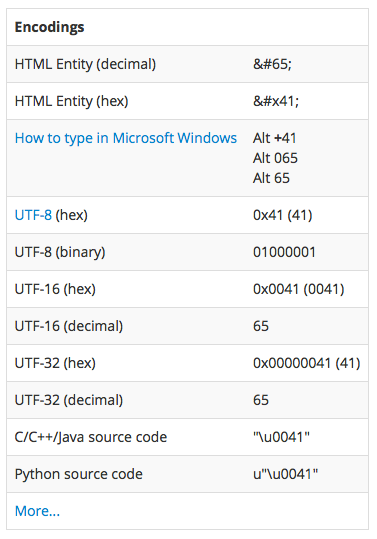 Encodings
HTML Entity (decimal) &#65;
HTML Entity (hex) &#x41;
How to type in Microsoft Windows Alt +41
Alt 065
Alt 65
UTF-8 (hex) 0x41 (41)
UTF-8 (binary) 01000001
UTF-16 (hex) 0x0041 (0041)
UTF-16 (decimal) 65
UTF-32 (hex) 0x00000041 (41)
UTF-32 (decimal) 65
C/C++/Java source code "\u0041"
Python source code u"\u0041"
More...